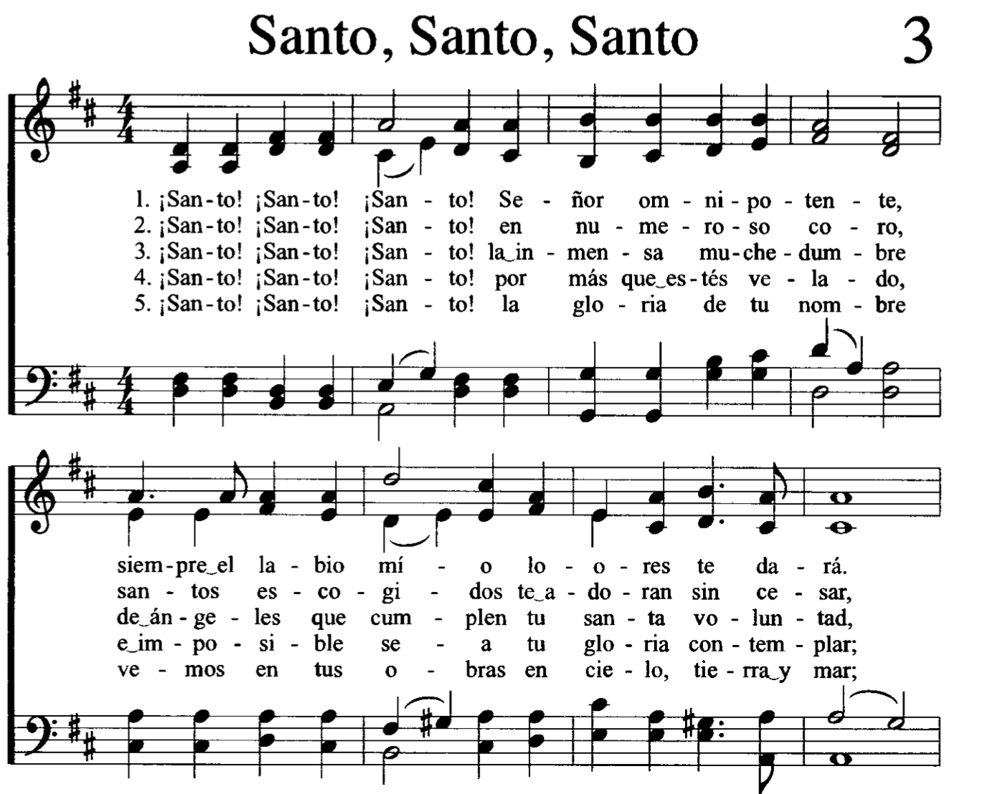 Santo, Santo, Santo 3
4/4
1. ¡San-to! ¡San-to! ¡San - to! Se - ñor om - ni - po - ten - te,
2. ¡San-to! ¡San-to! ¡San - to! en nu - me - ro - so co - ro,
3. ¡San-to! ¡San-to! ¡San - to! la‿in - men - sa mu-che-dum - bre
4. ¡San-to! ¡San-to! ¡San - to! por más que‿es-tés ve - la - do,
5. ¡San-to! ¡San-to! ¡San - to! la glo - ria de tu nom - bre
4/4
siem-pre‿el la - bio mí - o lo - o - res te da - rá.
san - tos es - co - gi - dos te‿a - do - ran sin ce - sar,
de‿án - ge - les que cum - plen tu san - ta vo - lun - tad,
e‿im - po - si - ble se - a tu glo - ria con - tem - plar;
ve - mos en tus o - bras en cie - lo, tie - rra‿y mar;